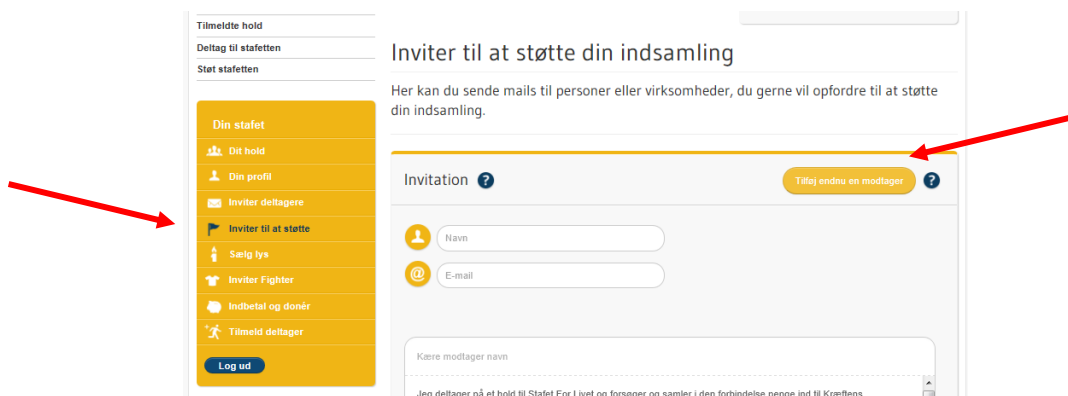 Tilmeldte hold
Deltag til stafetten
Støt stafetten
Din stafet
Dit hold
Din profil
Inviter deltagere
Inviter til at støtte
Sælg lys
Inviter Fighter
Indbetal og donér
Tilmeld deltager
Log ud
Inviter til at støtte din indsamling
Her kan du sende mails til personer eller virksomheder, du gerne vil opfordre til at støtte
din indsamling.
Invitation ?
Tilføj endnu en modtager ?
Navn
@ E-mail
Kære modtager navn
Jeg deltager på et hold til Stafet For Livet og forsøger og samler i den forbindelse penge ind til Kræftens